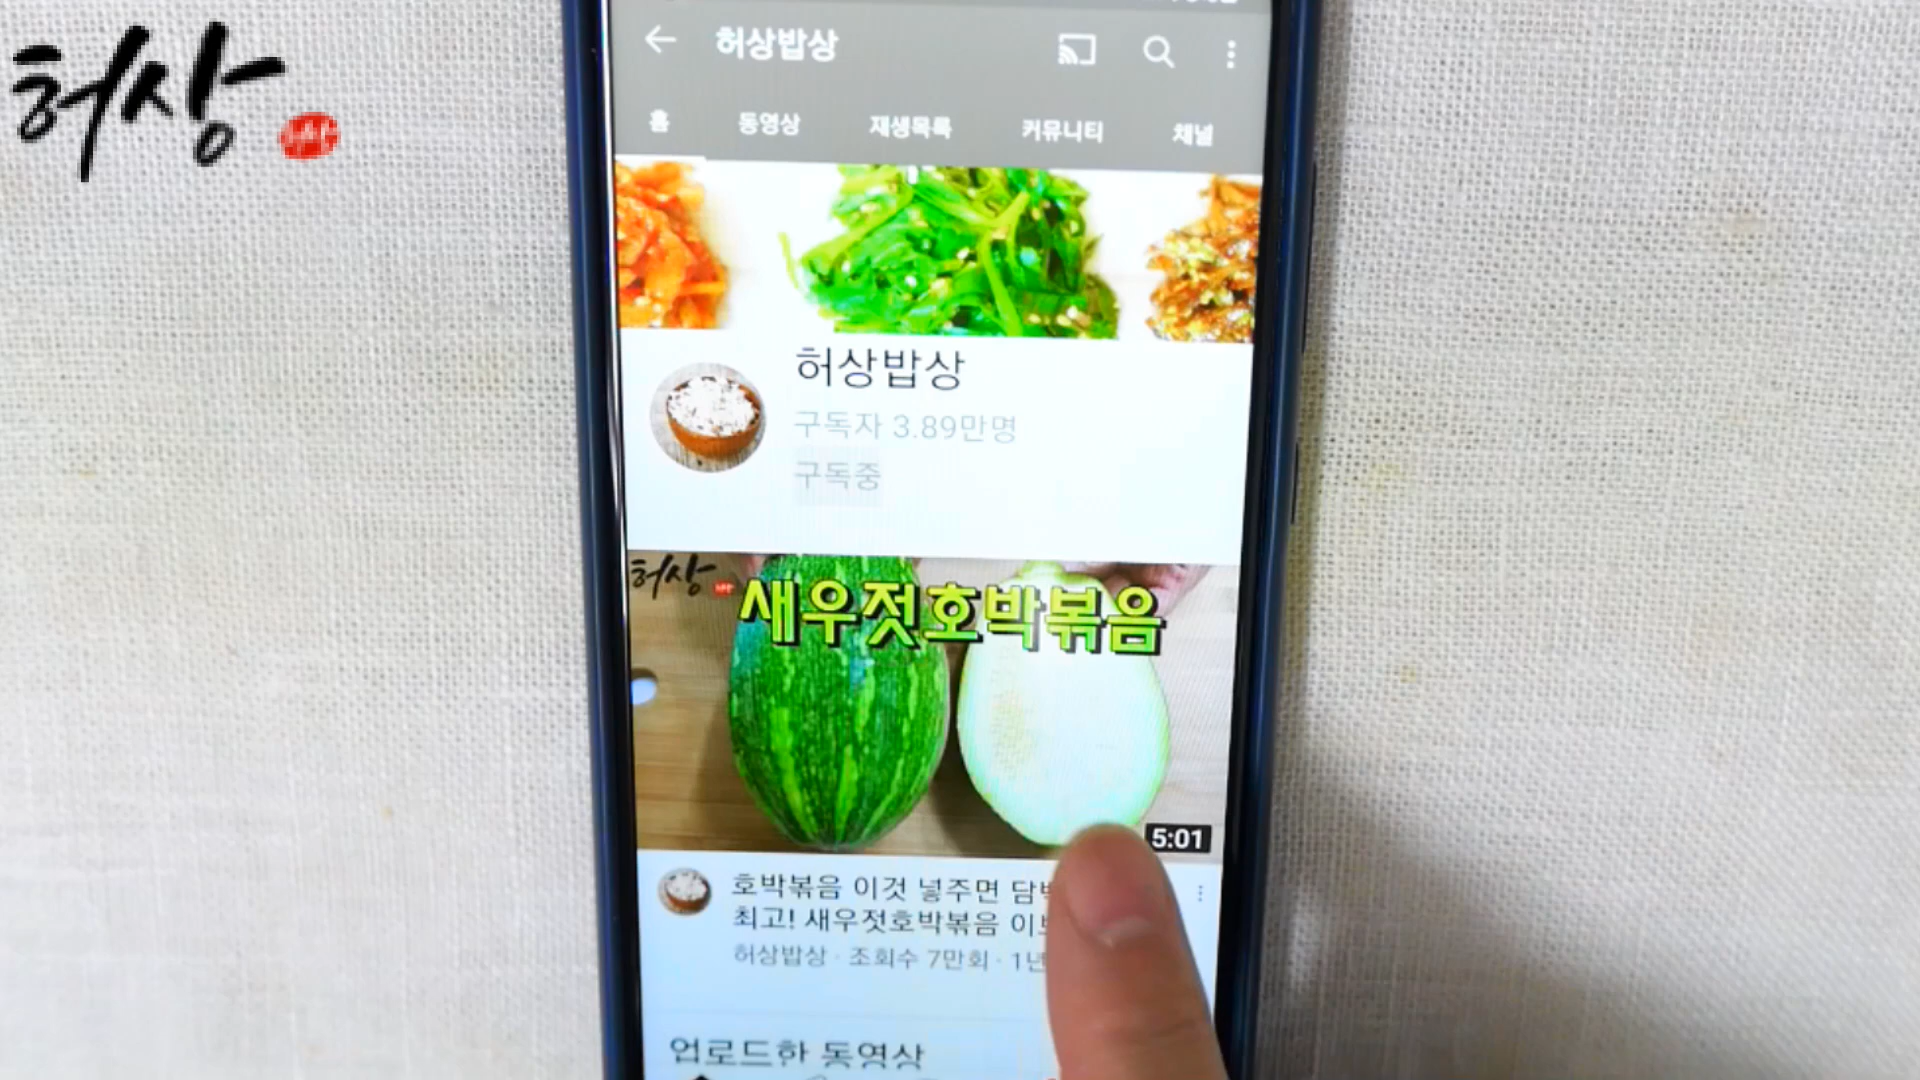 허상
허상밥상
홈 동영상 재생목록 커뮤니티 채널
허상밥상
구독자 3.89만명
구독중
허상
새우젓호박볶음
5:01
호박볶음 이것 넣주면
최고! 새우젓호박볶음
허상밥상 · 조회수 7만회 · 1년
업로드한 동영상